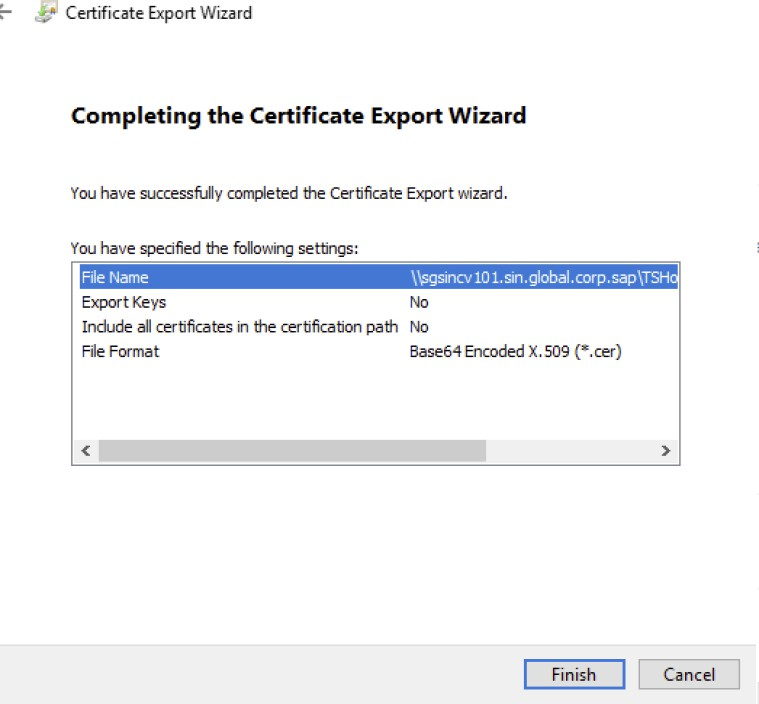 Certificate Export Wizard
Completing the Certificate Export Wizard
You have successfully completed the Certificate Export wizard.
You have specified the following settings:
File Name \\sgsincv101.sin.global.corp.sap\TSHo
Export Keys No
Include all certificates in the certification path No
File Format Base64 Encoded X.509 (*.cer)
Finish Cancel